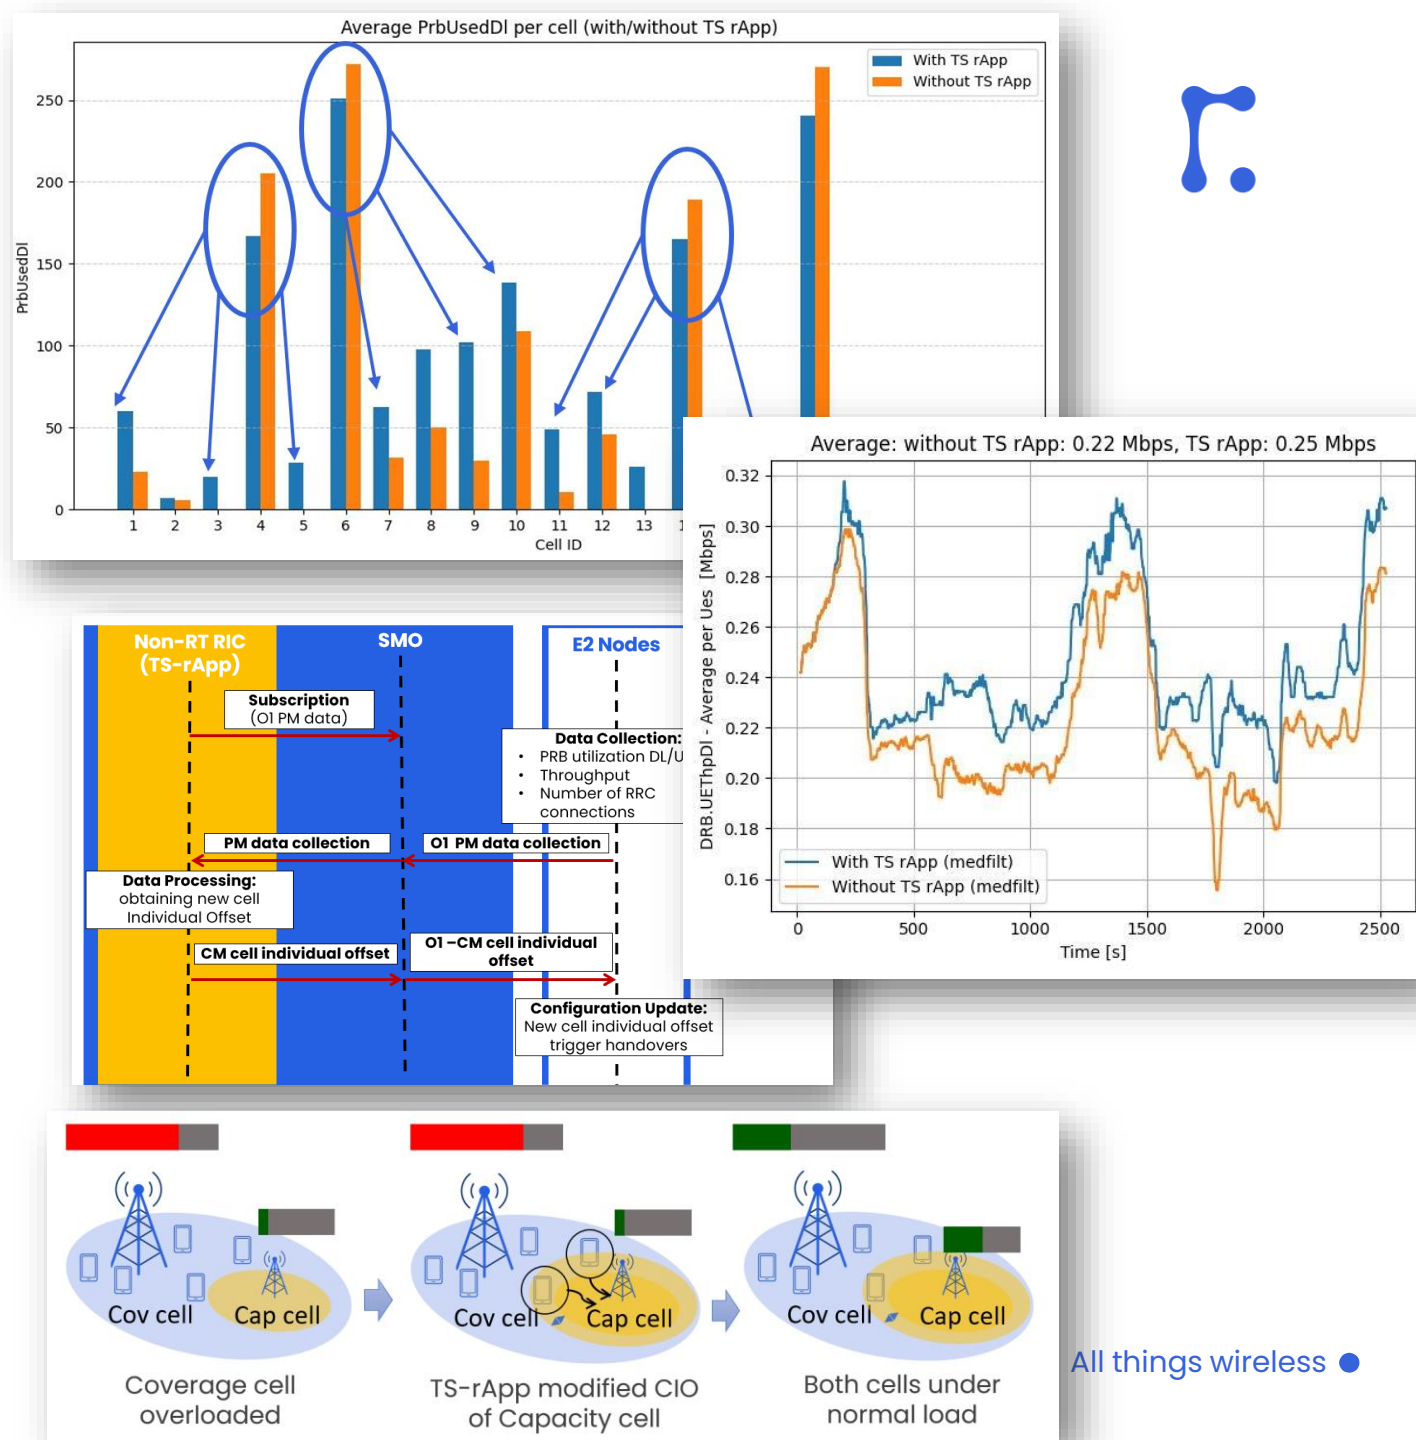 Average PrbUsedDl per cell (with/without TS rApp)
With TS rApp
Without TS rApp
PrbUsedDl
250
200
150
100
50
0
1 2 3 4 5 6 7 8 9 10 11 12 13
Cell ID
Average: without TS rApp: 0.22 Mbps, TS rApp: 0.25 Mbps
DRB.UEThpDl - Average per Ues [Mbps]
0.32
0.30
0.28
0.26
0.24
0.22
0.20
0.18
0.16
With TS rApp (medfilt)
Without TS rApp (medfilt)
0 500 1000 1500 2000 2500
Time [s]
Non-RT RIC
(TS-rApp)
SMO
E2 Nodes
Subscription
(O1 PM data)
Data Collection:
• PRB utilization DL/U
• Throughput
• Number of RRC
connections
PM data collection
O1 PM data collection
Data Processing:
obtaining new cell
Individual Offset
CM cell individual offset
O1 –CM cell individual
offset
Configuration Update:
New cell individual offset
trigger handovers
Cov cell
Cap cell
Cov cell
Cap cell
Cov cell
Cap cell
Coverage cell
overloaded
TS-rApp modified CIO
of Capacity cell
Both cells under
normal load
All things wireless